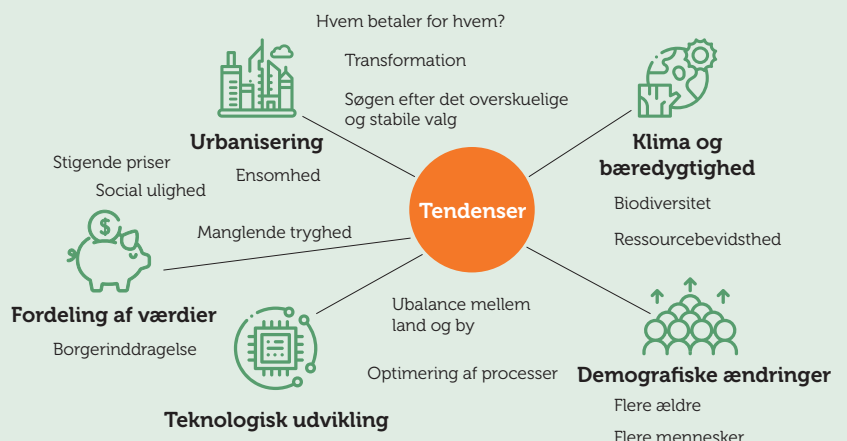 Hvem betaler for hvem?
Transformation
Søgen efter det overskuelige
og stabile valg
Urbanisering
Ensomhed
Klima og
bæredygtighed
Biodiversitet
Ressourcebevidsthed
Tendenser
Stigende priser
Social ulighed
Manglende tryghed
$
Fordeling af værdier
Borgerinddragelse
Ubalance mellem
land og by
Optimering af processer
Teknologisk udvikling
Demografiske ændringer
Flere ældre
Flere mennesker